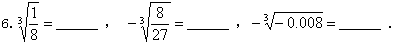 6. ∛(1/8) = ______ ， −∛(8/27) = ______ ， −∛(−0.008) = ______ .